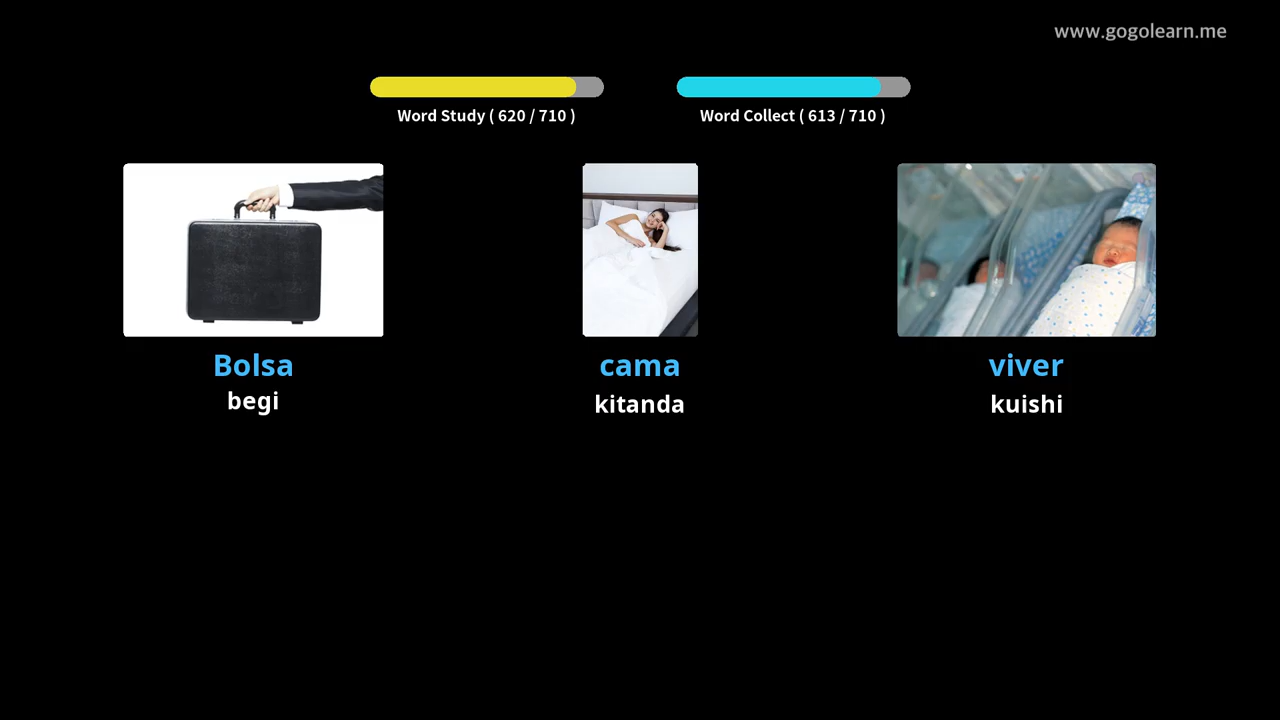 www.gogolearn.me
Word Study ( 620 / 710 )
Word Collect ( 613 / 710 )
Bolsa
begi
cama
kitanda
viver
kuishi